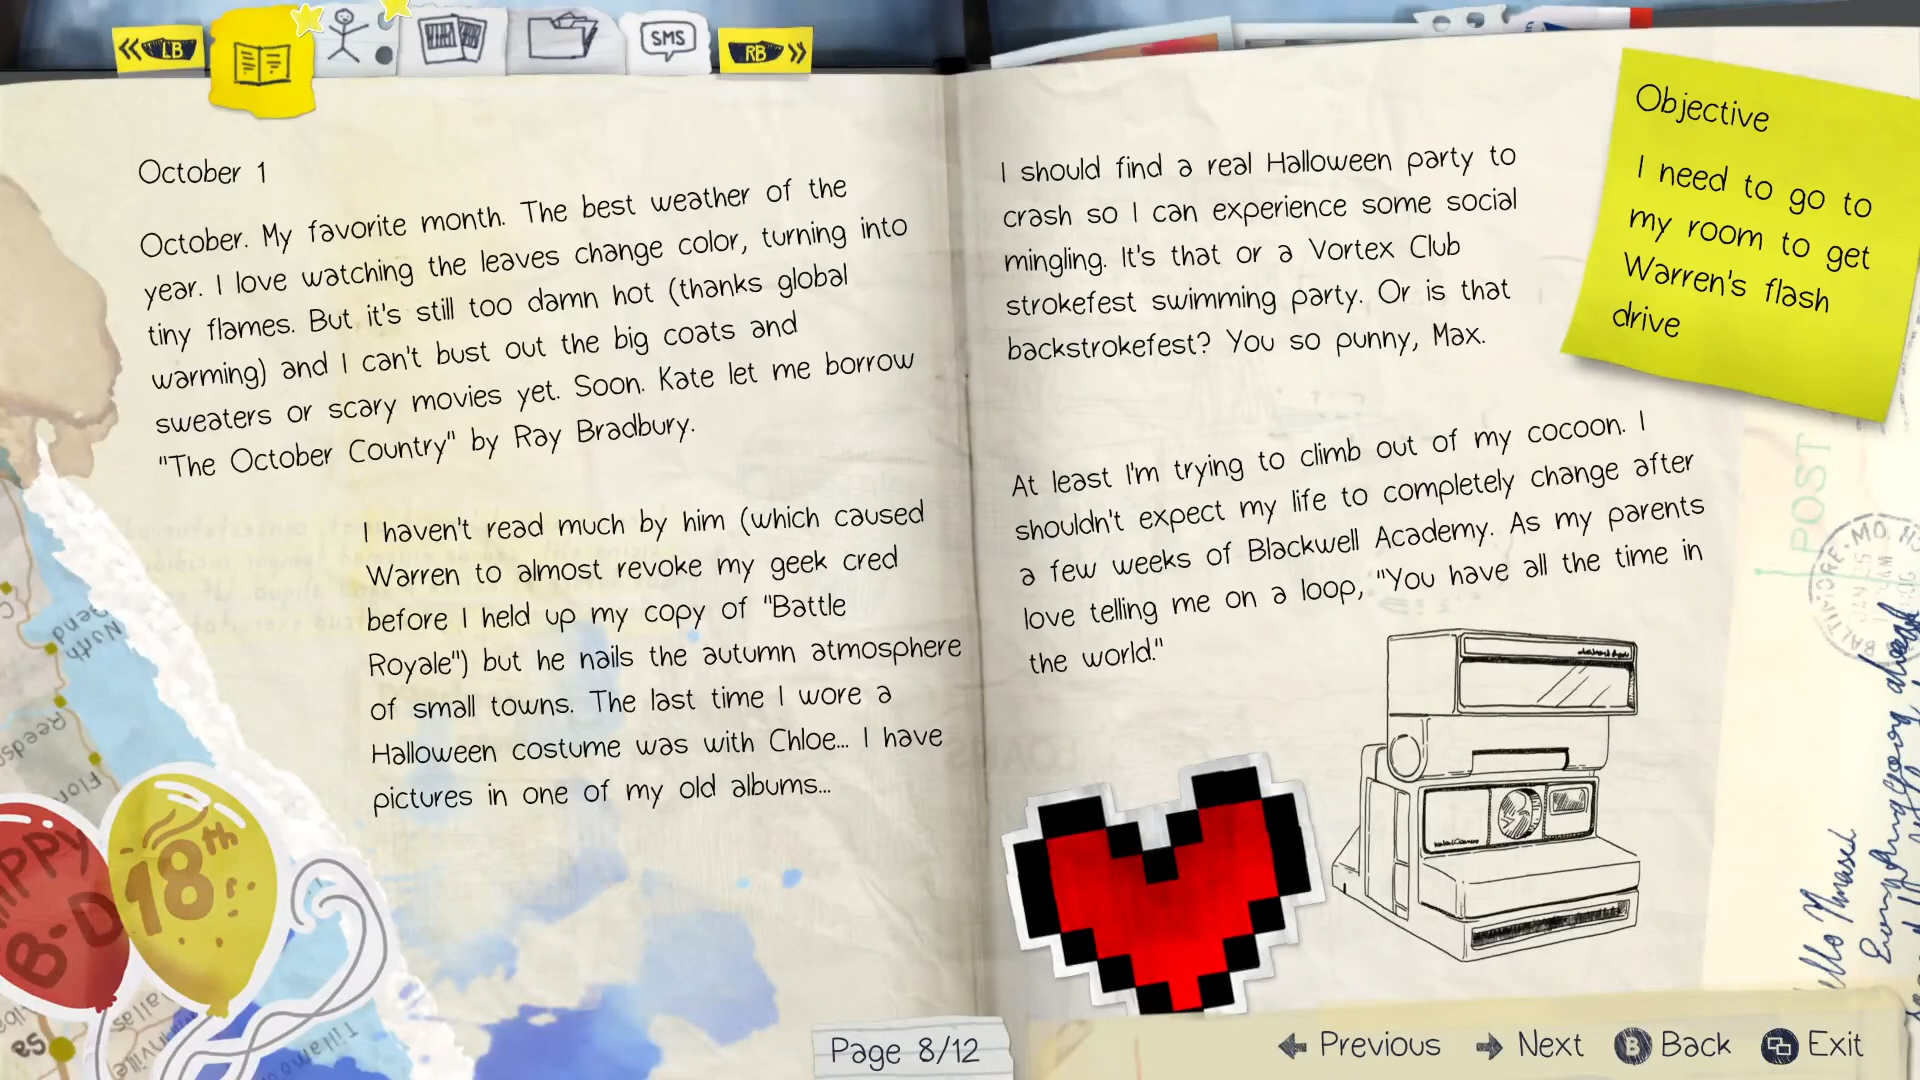 LB
SMS
RB
October 1
October. My favorite month. The best weather of the
year. I love watching the leaves change color, turning into
tiny flames. But it's still too damn hot (thanks global
warming) and I can't bust out the big coats and
sweaters or scary movies yet. Soon. Kate let me borrow
"The October Country" by Ray Bradbury.
I haven't read much by him (which caused
Warren to almost revoke my geek cred
before I held up my copy of "Battle
Royale") but he nails the autumn atmosphere
of small towns. The last time I wore a
Halloween costume was with Chloe... I have
pictures in one of my old albums...
I should find a real Halloween party to
crash so I can experience some social
mingling. It's that or a Vortex Club
strokefest swimming party. Or is that
backstrokefest? You so punny, Max.
At least I'm trying to climb out of my cocoon. I
shouldn't expect my life to completely change after
a few weeks of Blackwell Academy. As my parents
love telling me on a loop, "You have all the time in
the world."
Objective
I need to go to
my room to get
Warren's flash
drive
POST
North
Bend
B-D
18th
Page 8/12
Previous
Next
B Back
Exit